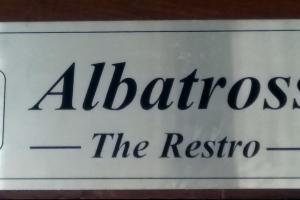 Albatross
— The Restro —